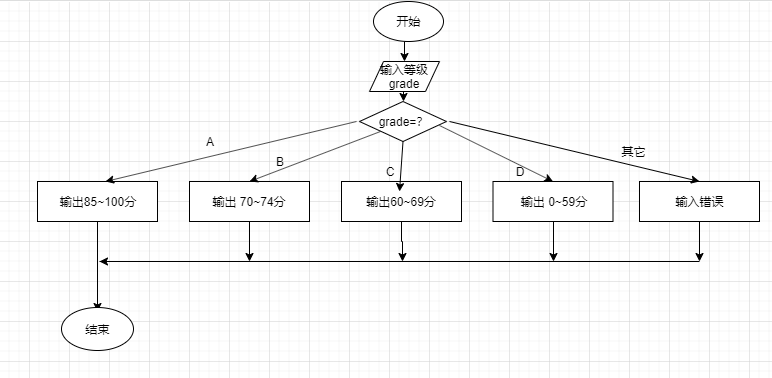 开始
输入等级
grade
grade=?
A
B
C
D
其它
输出85~100分
输出 70~74分
输出60~69分
输出 0~59分
输入错误
结束